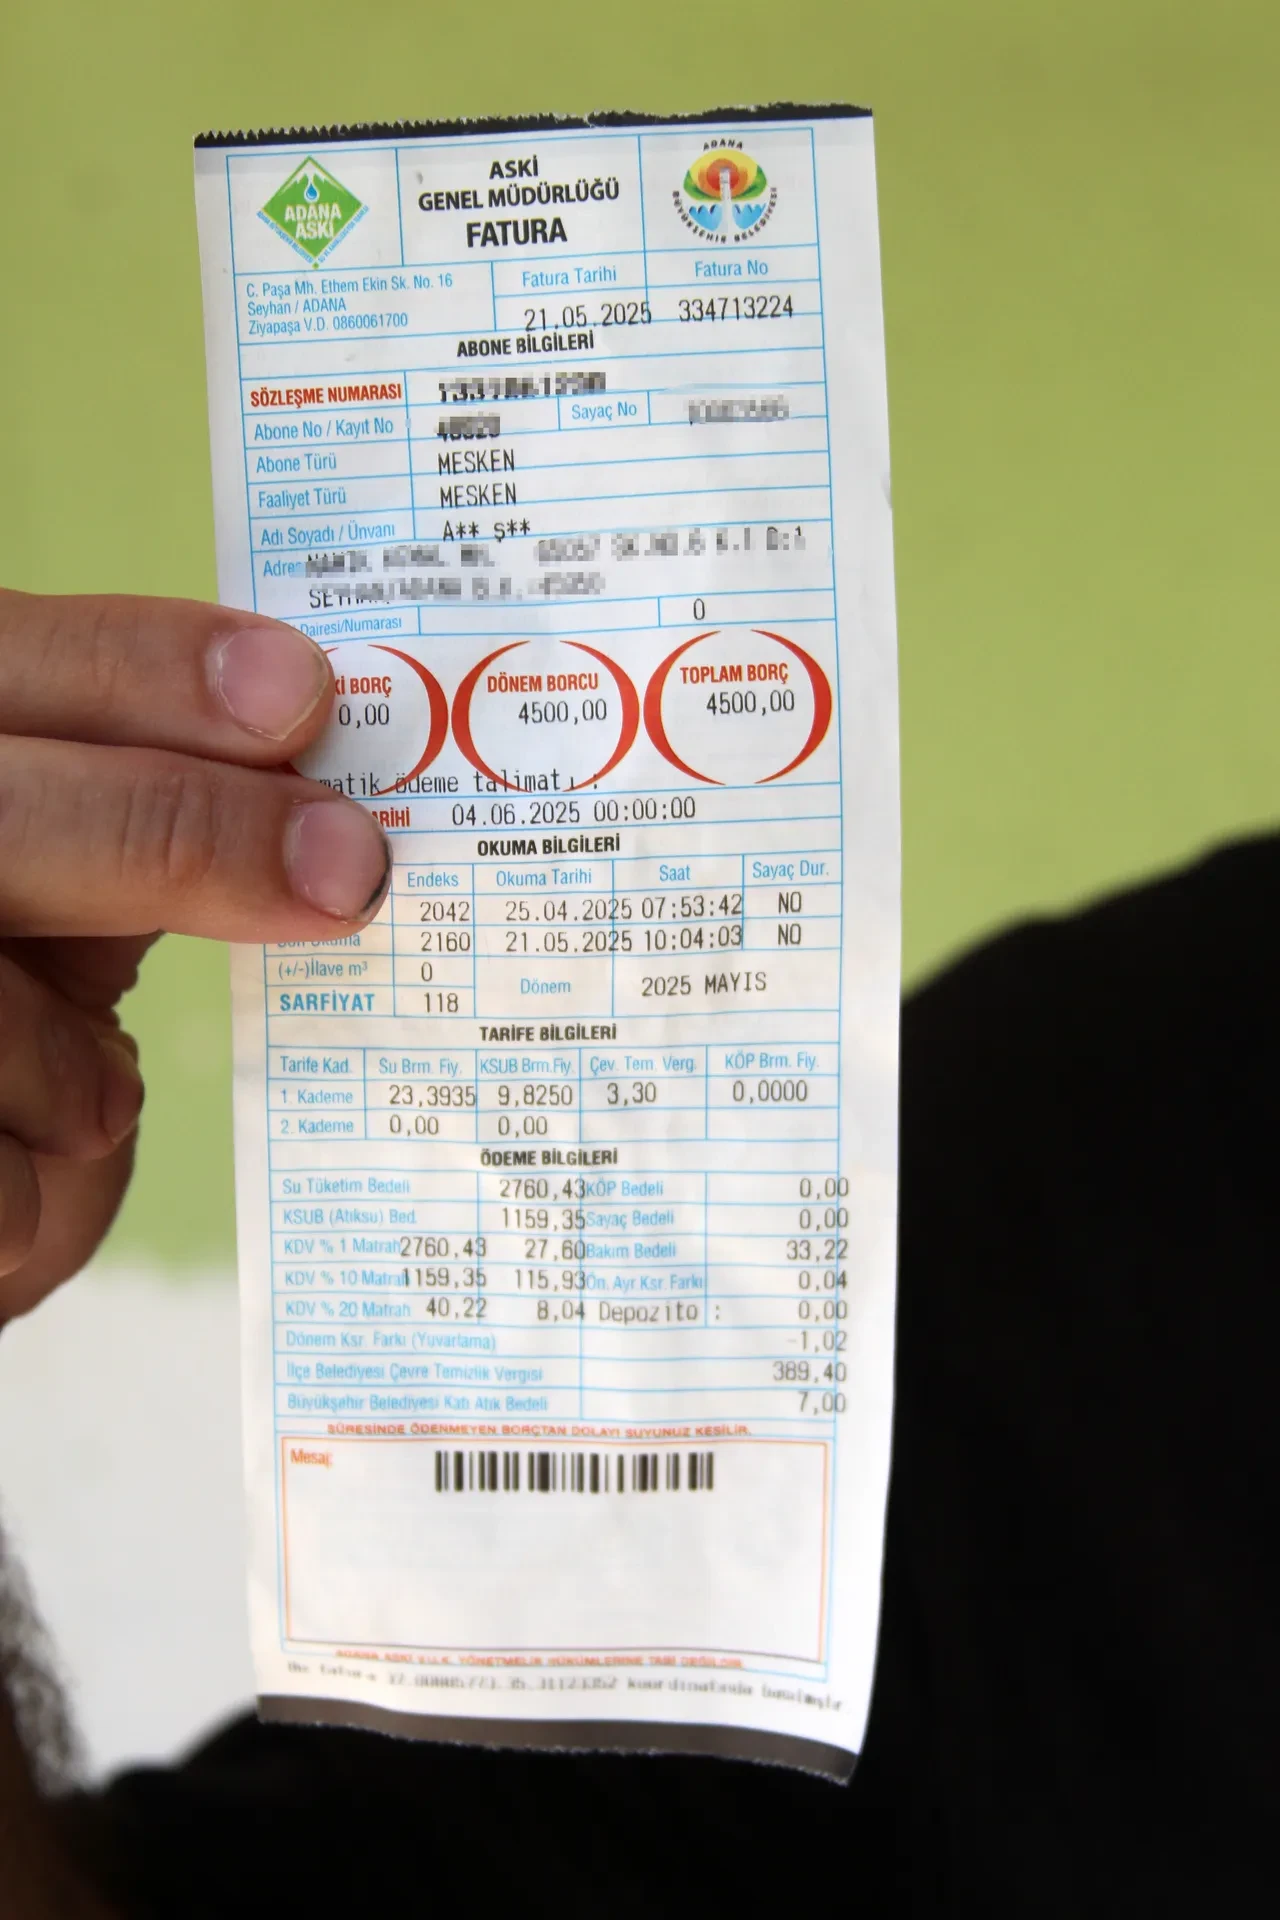 ADANA
ASKİ
ASKİ
GENEL MÜDÜRLÜĞÜ
FATURA
ADANA
BÜYÜKŞEHİR BELEDİYESİ
C. Paşa Mh. Ethem Ekin Sk. No. 16
Seyhan / ADANA
Ziyapaşa V.D. 0860061700
Fatura Tarihi Fatura No
21.05.2025 334713224
ABONE BİLGİLERİ
SÖZLEŞME NUMARASI
Abone No / Kayıt No Sayaç No
Abone Türü MESKEN
Faaliyet Türü MESKEN
Adı Soyadı / Ünvanı A** Ş**
Dairesi/Numarası 0
BORÇ DÖNEM BORCU TOPLAM BORÇ
0,00 4500,00 4500,00
ödeme talimatı :
04.06.2025 00:00:00
OKUMA BİLGİLERİ
Endeks Okuma Tarihi Saat Sayaç Dur.
2042 25.04.2025 07:53:42 NO
2160 21.05.2025 10:04:03 NO
(+/-)İlave m³ 0 Dönem 2025 MAYIS
SARFİYAT 118
TARİFE BİLGİLERİ
Tarife Kad. Su Brm. Fiy. KSUB Brm.Fiy. Çev. Tem. Verg. KÖP Brm. Fiy.
1. Kademe 23,3935 9,8250 3,30 0,0000
2. Kademe 0,00 0,00
ÖDEME BİLGİLERİ
Su Tüketim Bedeli 2760,43 KÖP Bedeli 0,00
KSUB (Atıksu) Bed. 1159,35 Sayaç Bedeli 0,00
KDV % 1 Matrah 2760,43 27,60 Bakım Bedeli 33,22
KDV % 10 Matrah 1159,35 115,93 Ön. Ayr Ksr. Farkı 0,04
KDV % 20 Matrah 40,22 8,04 Depozito : 0,00
Dönem Ksr. Farkı (Yuvarlama) -1,02
İlçe Belediyesi Çevre Temizlik Vergisi 389,40
Büyükşehir Belediyesi Katı Atık Bedeli 7,00
SÜRESİNDE ÖDENMEYEN BORÇTAN DOLAYI SUYUNUZ KESİLİR.
Mesaj: